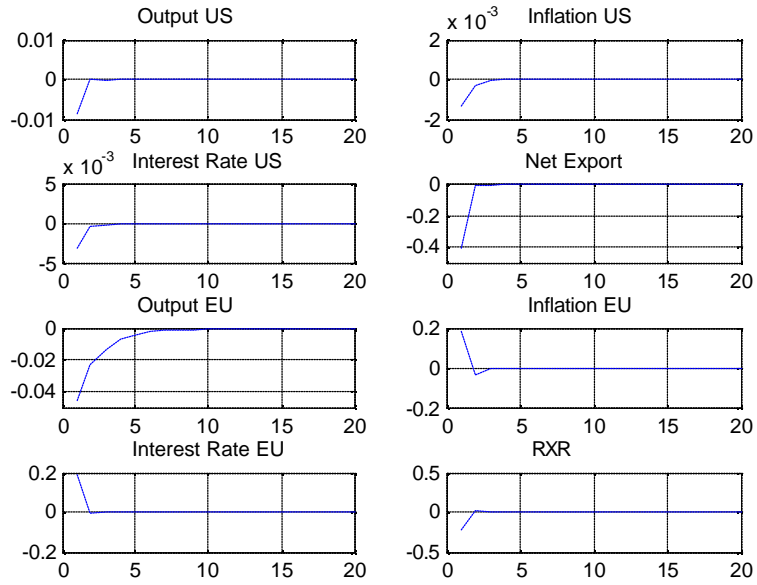 Output US
0.01
0
-0.01
0 5 10 15 20
Inflation US
x 10^-3
2
0
-2
0 5 10 15 20
Interest Rate US
x 10^-3
5
0
-5
0 5 10 15 20
Net Export
0
-0.2
-0.4
0 5 10 15 20
Output EU
0
-0.02
-0.04
0 5 10 15 20
Inflation EU
0.2
0
-0.2
0 5 10 15 20
Interest Rate EU
0.2
0
-0.2
0 5 10 15 20
RXR
0.5
0
-0.5
0 5 10 15 20